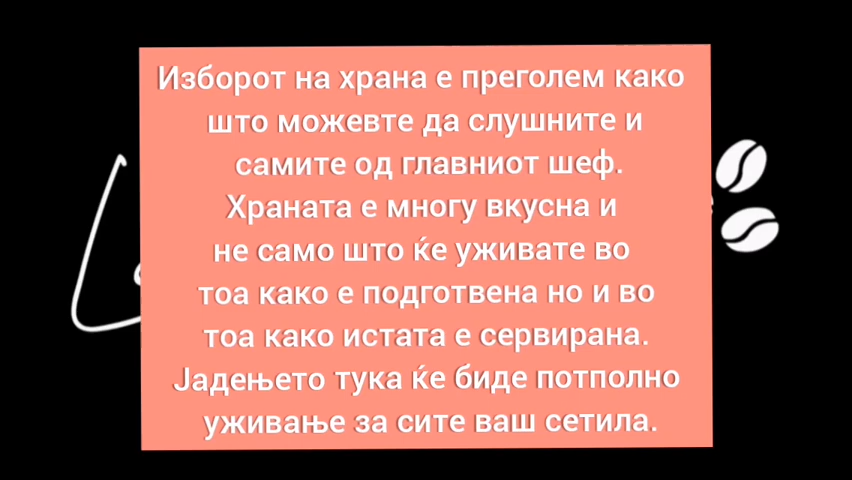 Изборот на храна е преголем како
што можевте да слушните и
самите од главниот шеф.
Храната е многу вкусна и
не само што ќе уживате во
тоа како е подготвена но и во
тоа како истата е сервирана.
Јадењето тука ќе биде потполно
уживање за сите ваш сетила.